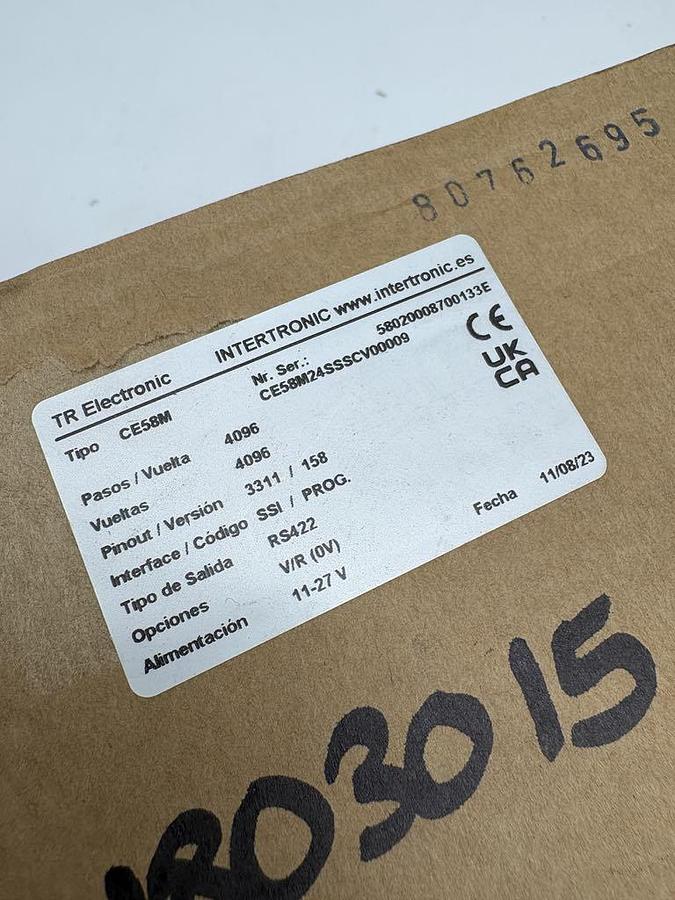 80762695
TR Electronic INTERTRONIC www.intertronic.es
Tipo CE58M Nr. Ser.: 58020008700133E
CE58M24SSSCV00009
CE
UK
CA
Pasos / Vuelta 4096
Vueltas 4096
Pinout / Versión 3311 / 158
Interface / Código SSI / PROG.
Tipo de Salida RS422
Opciones V/R (0V)
Alimentación 11-27 V
Fecha 11/08/23
RO3015